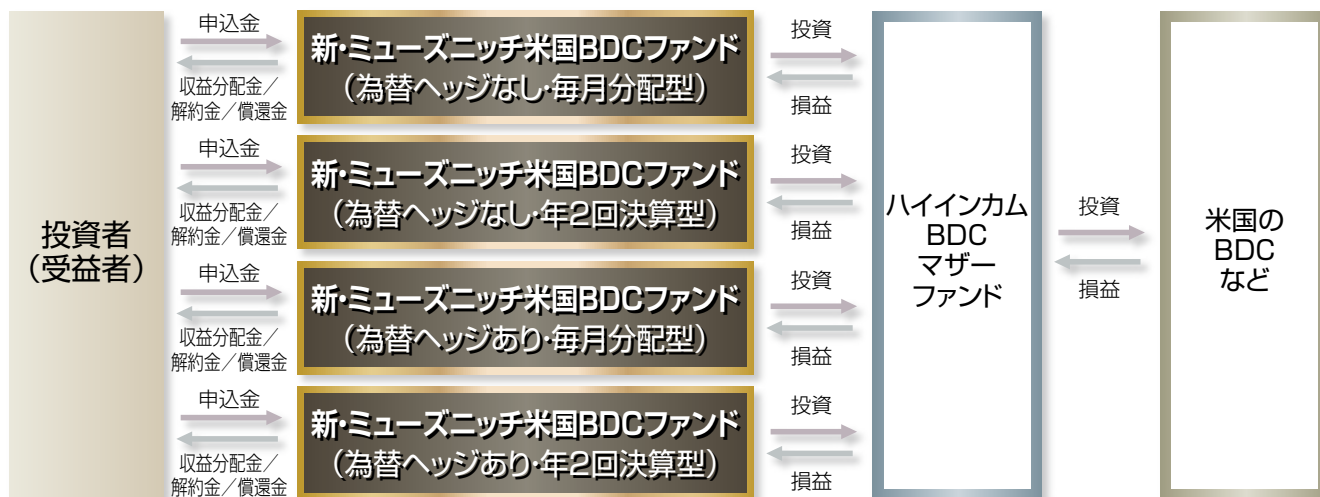 投資者
（受益者）
申込金
収益分配金／
解約金／償還金
新・ミューズニッチ米国BDCファンド
（為替ヘッジなし・毎月分配型）
投資
損益
申込金
収益分配金／
解約金／償還金
新・ミューズニッチ米国BDCファンド
（為替ヘッジなし・年2回決算型）
投資
損益
申込金
収益分配金／
解約金／償還金
新・ミューズニッチ米国BDCファンド
（為替ヘッジあり・毎月分配型）
投資
損益
申込金
収益分配金／
解約金／償還金
新・ミューズニッチ米国BDCファンド
（為替ヘッジあり・年2回決算型）
投資
損益
ハイインカム
BDC
マザー
ファンド
投資
損益
米国の
BDC
など